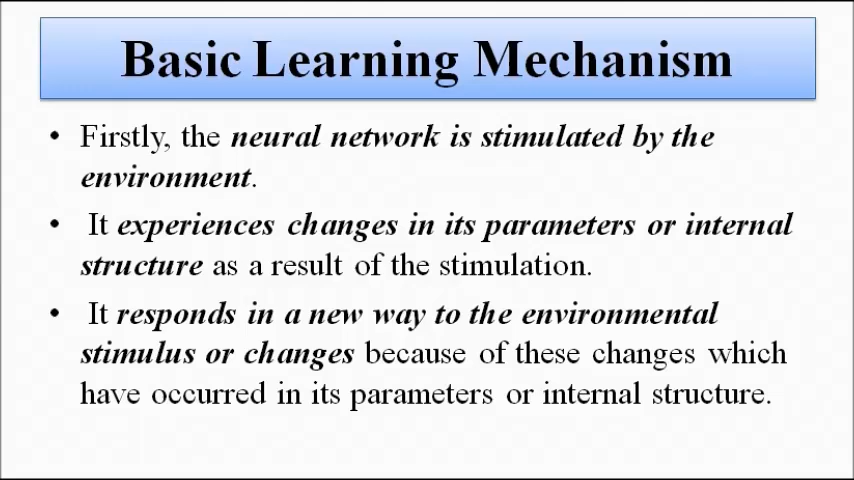 Basic Learning Mechanism
• Firstly, the neural network is stimulated by the
environment.
• It experiences changes in its parameters or internal
structure as a result of the stimulation.
• It responds in a new way to the environmental
stimulus or changes because of these changes which
have occurred in its parameters or internal structure.